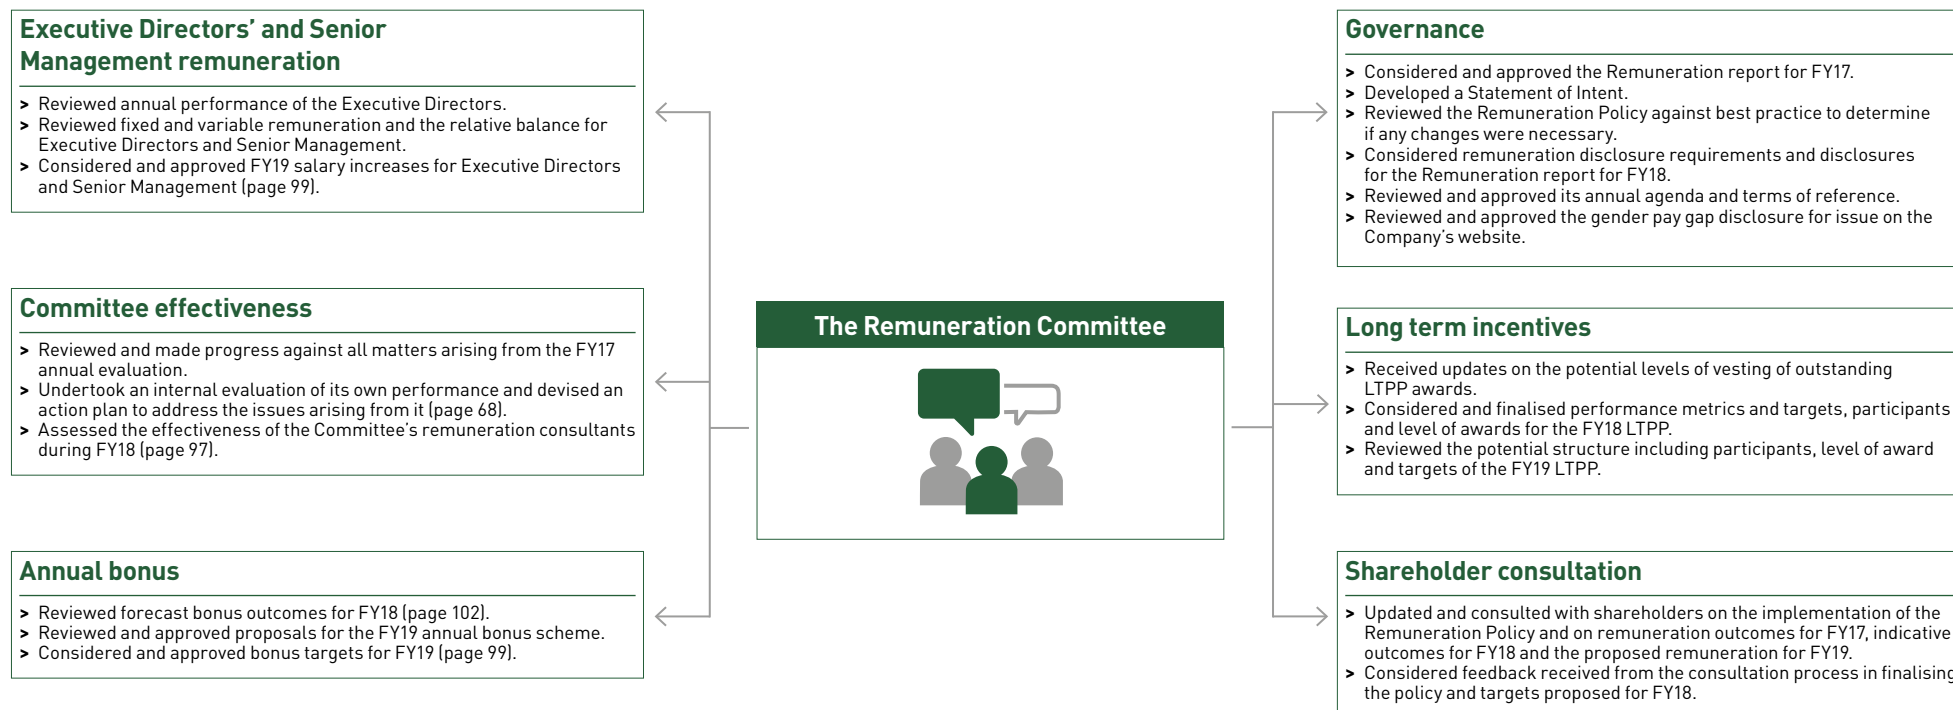 Executive Directors’ and Senior
Management remuneration
> Reviewed annual performance of the Executive Directors.
> Reviewed fixed and variable remuneration and the relative balance for
Executive Directors and Senior Management.
> Considered and approved FY19 salary increases for Executive Directors
and Senior Management (page 99).
Committee effectiveness
> Reviewed and made progress against all matters arising from the FY17
annual evaluation.
> Undertook an internal evaluation of its own performance and devised an
action plan to address the issues arising from it (page 68).
> Assessed the effectiveness of the Committee’s remuneration consultants
during FY18 (page 97).
Annual bonus
> Reviewed forecast bonus outcomes for FY18 (page 102).
> Reviewed and approved proposals for the FY19 annual bonus scheme.
> Considered and approved bonus targets for FY19 (page 99).
The Remuneration Committee
Governance
> Considered and approved the Remuneration report for FY17.
> Developed a Statement of Intent.
> Reviewed the Remuneration Policy against best practice to determine
if any changes were necessary.
> Considered remuneration disclosure requirements and disclosures
for the Remuneration report for FY18.
> Reviewed and approved its annual agenda and terms of reference.
> Reviewed and approved the gender pay gap disclosure for issue on the
Company’s website.
Long term incentives
> Received updates on the potential levels of vesting of outstanding
LTPP awards.
> Considered and finalised performance metrics and targets, participants
and level of awards for the FY18 LTPP.
> Reviewed the potential structure including participants, level of award
and targets of the FY19 LTPP.
Shareholder consultation
> Updated and consulted with shareholders on the implementation of the
Remuneration Policy and on remuneration outcomes for FY17, indicative
outcomes for FY18 and the proposed remuneration for FY19.
> Considered feedback received from the consultation process in finalising
the policy and targets proposed for FY18.